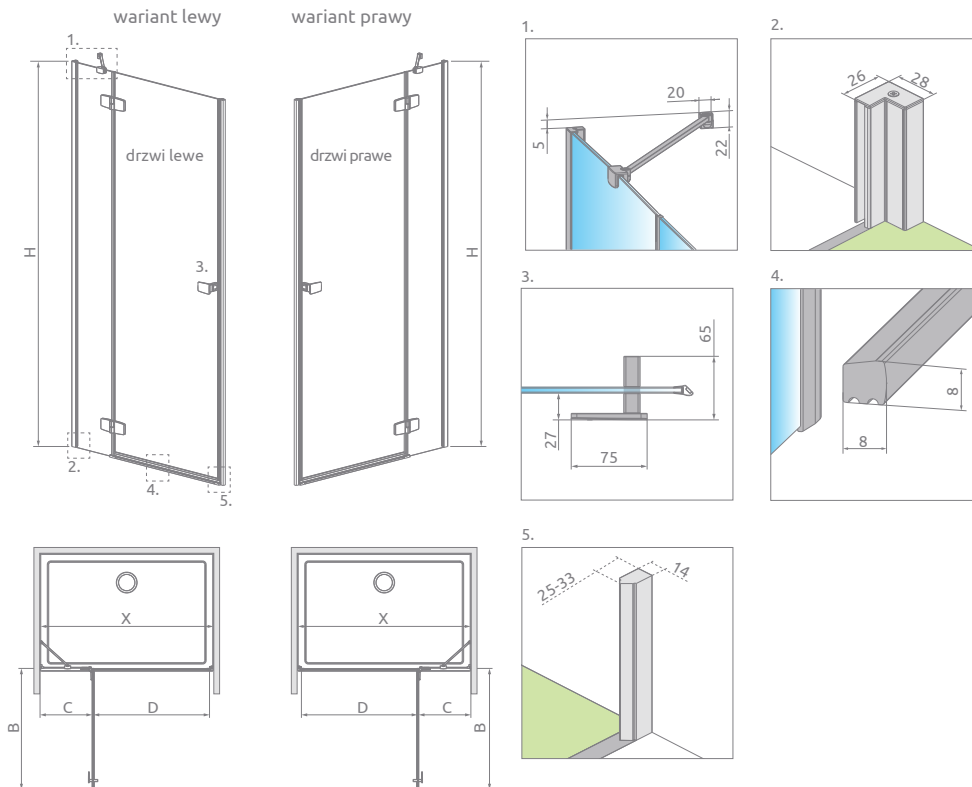 wariant lewy
wariant prawy
1.
H
drzwi lewe
3.
2.
4.
5.
drzwi prawe
H
1.
20
5
22
2.
26
28
3.
65
27
75
4.
8
8
X
C
D
B
X
D
C
B
5.
25-33
14